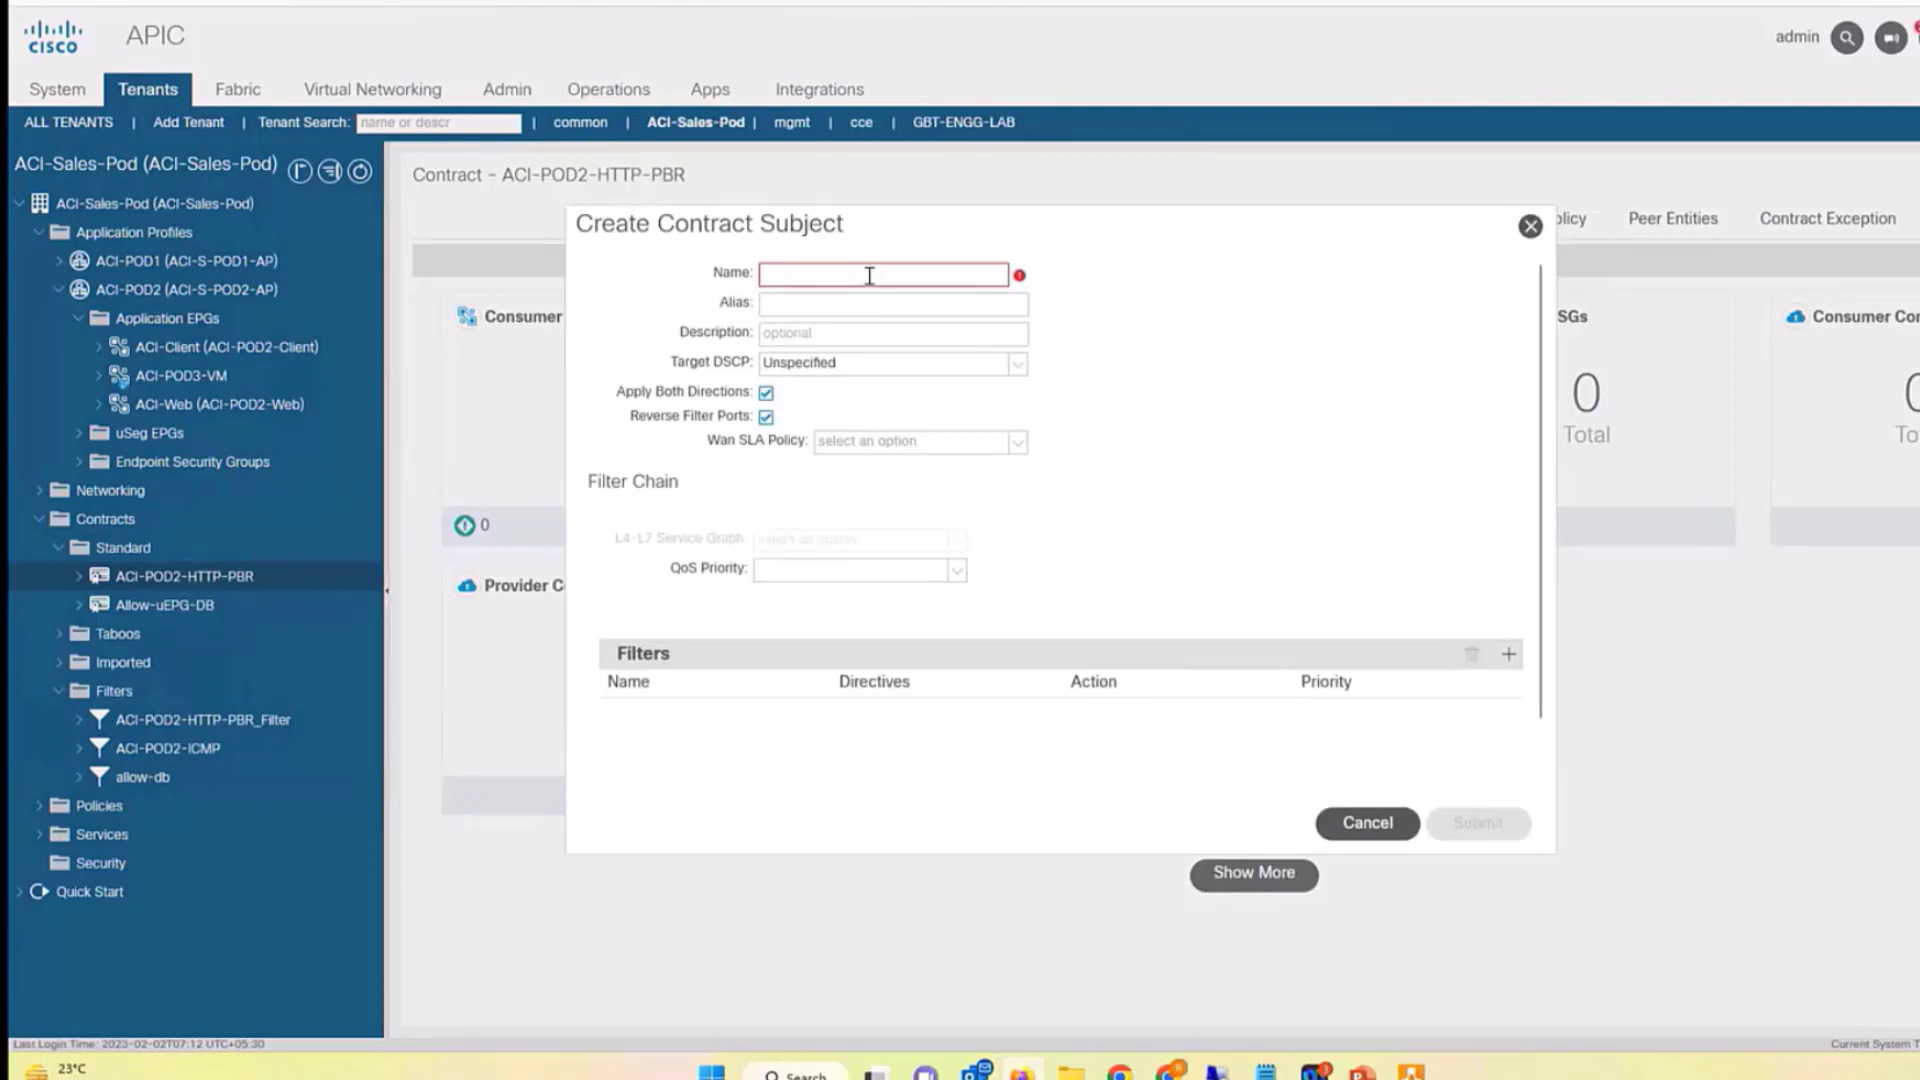 CISCO
APIC
admin
System
Tenants
Fabric
Virtual Networking
Admin
Operations
Apps
Integrations
ALL TENANTS | Add Tenant | Tenant Search: name or descr | common | ACI-Sales-Pod | mgmt | cce | GBT-ENGG-LAB
ACI-Sales-Pod (ACI-Sales-Pod)
ACI-Sales-Pod (ACI-Sales-Pod)
Application Profiles
ACI-POD1 (ACI-S-POD1-AP)
ACI-POD2 (ACI-S-POD2-AP)
Application EPGs
ACI-Client (ACI-POD2-Client)
ACI-POD3-VM
ACI-Web (ACI-POD2-Web)
uSeg EPGs
Endpoint Security Groups
Networking
Contracts
Standard
ACI-POD2-HTTP-PBR
Allow-uEPG-DB
Taboos
Imported
Filters
ACI-POD2-HTTP-PBR_Filter
ACI-POD2-ICMP
allow-db
Policies
Services
Security
Quick Start
Contract - ACI-POD2-HTTP-PBR
olicy
Peer Entities
Contract Exception
Consumer
SGs
Consumer Cor
0
Total
0
Provider C
Create Contract Subject
Name:
Alias:
Description: optional
Target DSCP: Unspecified
Apply Both Directions:
Reverse Filter Ports:
Wan SLA Policy: select an option
Filter Chain
L4-L7 Service Graph: select an option
QoS Priority:
Filters
Name
Directives
Action
Priority
Cancel
Submit
Show More
Last Login Time: 2023-02-02T07:12 UTC+05:30
Current System T
23°C
Search